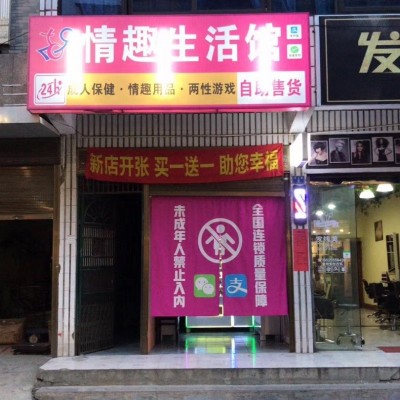 情趣生活馆
24h
成人保健·情趣用品·两性游戏
自助售货
发
新店开张 买一送一 助您幸福
未成年人禁止入内
全国连锁质量保障
支